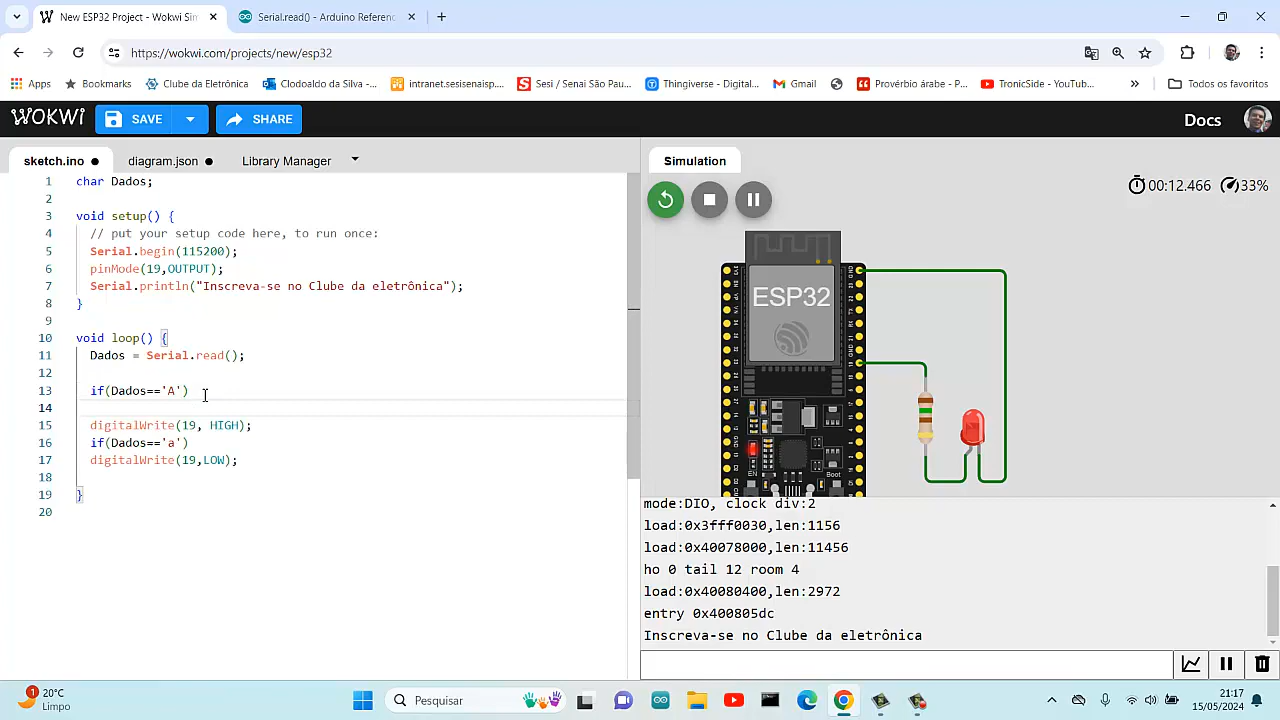 New ESP32 Project - Wokwi Sim
Serial.read() - Arduino Referenc
https://wokwi.com/projects/new/esp32
Apps
Bookmarks
Clube da Eletrônica
Clodoaldo da Silva -...
intranet.sesisenaisp...
Sesi / Senai São Pau...
Thingiverse - Digital...
Gmail
Provérbio árabe - P...
TronicSide - YouTub...
Todos os favoritos
WOKWi
SAVE
SHARE
Docs
sketch.ino
diagram.json
Library Manager
Simulation
00:12.466
33%
1 char Dados;
2
3 void setup() {
4 // put your setup code here, to run once:
5 Serial.begin(115200);
6 pinMode(19,OUTPUT);
7 Serial.println("Inscreva-se no Clube da eletrônica");
8 }
9
10 void loop() {
11 Dados = Serial.read();
12
13 if(Dados=='A')
14
15 digitalWrite(19, HIGH);
16 if(Dados=='a')
17 digitalWrite(19,LOW);
18
19 }
20
ESP32
EN
Boot
mode:DIO, clock div:2
load:0x3fff0030,len:1156
load:0x40078000,len:11456
ho 0 tail 12 room 4
load:0x40080400,len:2972
entry 0x400805dc
Inscreva-se no Clube da eletrônica
1
20°C
Limpo
Pesquisar
21:17
15/05/2024